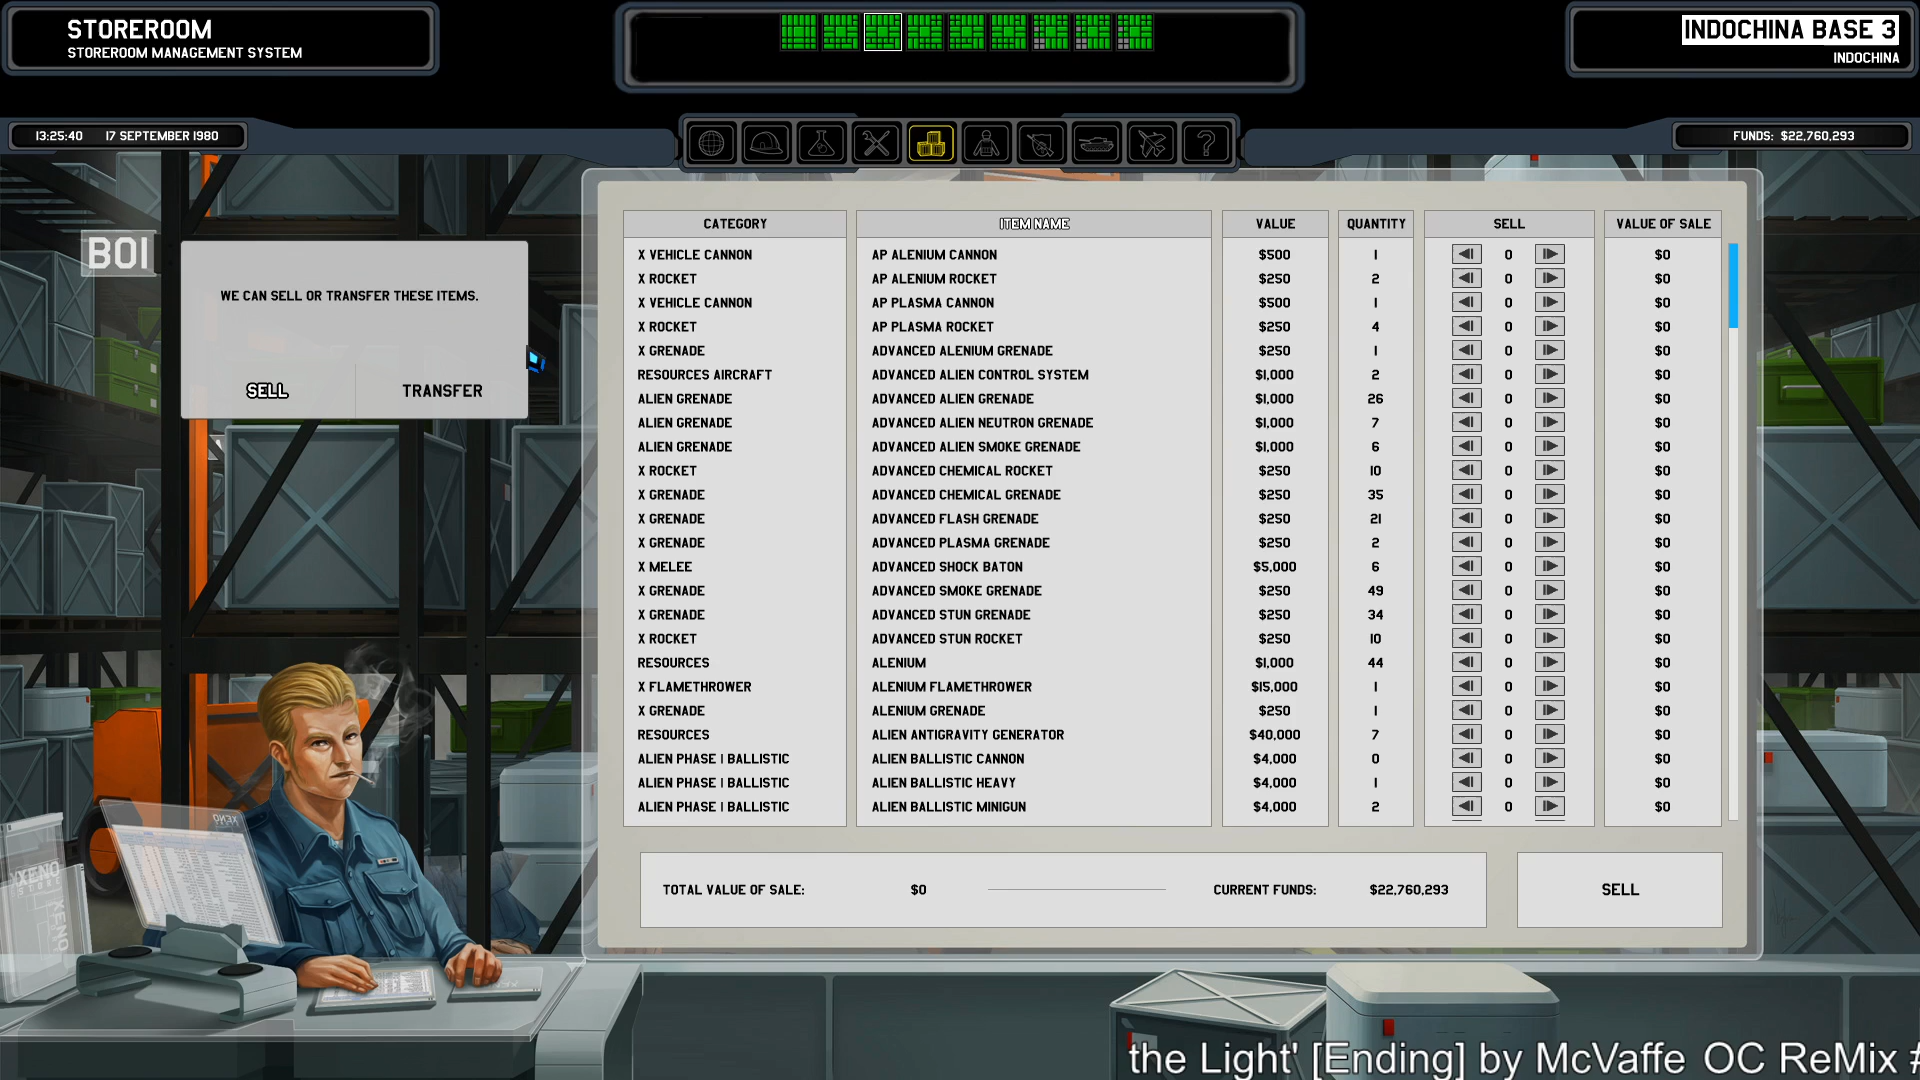 STOREROOM
STOREROOM MANAGEMENT SYSTEM
INDOCHINA BASE 3
INDOCHINA
13:25:40 17 SEPTEMBER 1980
FUNDS: $22,760,293
BOI
WE CAN SELL OR TRANSFER THESE ITEMS.
SELL TRANSFER
CATEGORY ITEM NAME VALUE QUANTITY SELL VALUE OF SALE
X VEHICLE CANNON AP ALENIUM CANNON $500 1 0 $0
X ROCKET AP ALENIUM ROCKET $250 2 0 $0
X VEHICLE CANNON AP PLASMA CANNON $500 1 0 $0
X ROCKET AP PLASMA ROCKET $250 4 0 $0
X GRENADE ADVANCED ALENIUM GRENADE $250 1 0 $0
RESOURCES AIRCRAFT ADVANCED ALIEN CONTROL SYSTEM $1,000 2 0 $0
ALIEN GRENADE ADVANCED ALIEN GRENADE $1,000 26 0 $0
ALIEN GRENADE ADVANCED ALIEN NEUTRON GRENADE $1,000 7 0 $0
ALIEN GRENADE ADVANCED ALIEN SMOKE GRENADE $1,000 6 0 $0
X ROCKET ADVANCED CHEMICAL ROCKET $250 10 0 $0
X GRENADE ADVANCED CHEMICAL GRENADE $250 35 0 $0
X GRENADE ADVANCED FLASH GRENADE $250 21 0 $0
X GRENADE ADVANCED PLASMA GRENADE $250 2 0 $0
X MELEE ADVANCED SHOCK BATON $5,000 6 0 $0
X GRENADE ADVANCED SMOKE GRENADE $250 49 0 $0
X GRENADE ADVANCED STUN GRENADE $250 34 0 $0
X ROCKET ADVANCED STUN ROCKET $250 10 0 $0
RESOURCES ALENIUM $1,000 44 0 $0
X FLAMETHROWER ALENIUM FLAMETHROWER $15,000 1 0 $0
X GRENADE ALENIUM GRENADE $250 1 0 $0
RESOURCES ALIEN ANTIGRAVITY GENERATOR $40,000 7 0 $0
ALIEN PHASE 1 BALLISTIC ALIEN BALLISTIC CANNON $4,000 0 0 $0
ALIEN PHASE 1 BALLISTIC ALIEN BALLISTIC HEAVY $4,000 1 0 $0
ALIEN PHASE 1 BALLISTIC ALIEN BALLISTIC MINIGUN $4,000 2 0 $0
TOTAL VALUE OF SALE: $0 CURRENT FUNDS: $22,760,293
SELL
XENO
XENO
XENO
the Light' [Ending] by McVaffe OC ReMix #